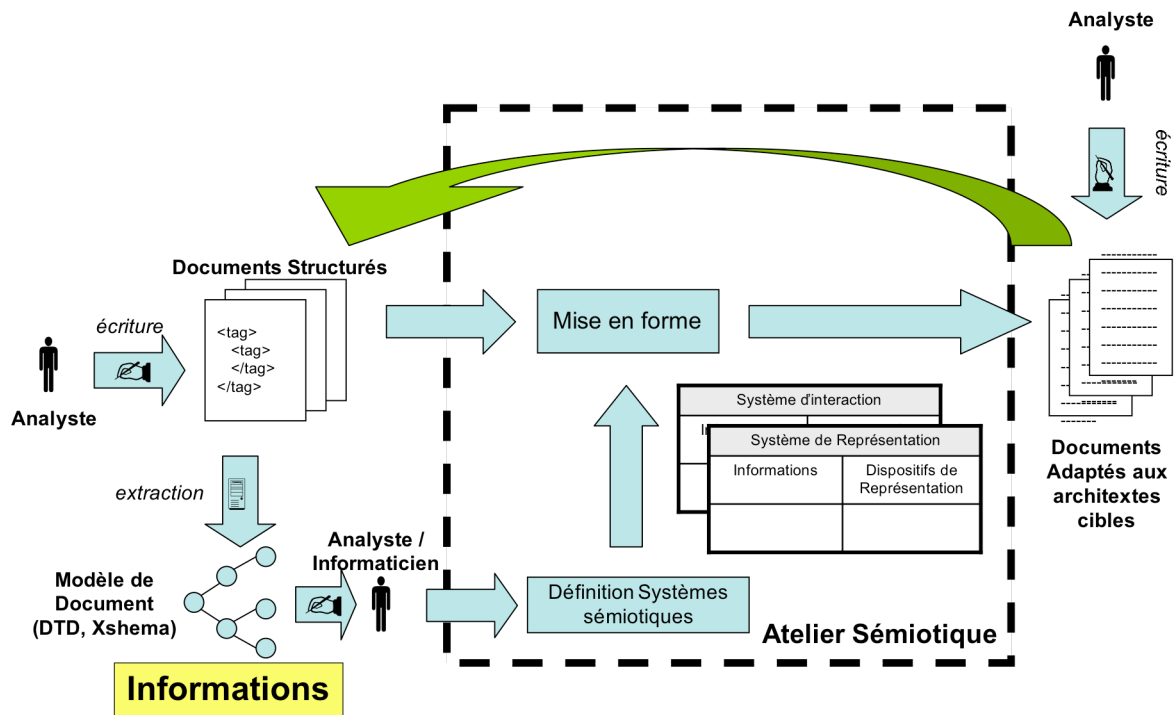 Analyste
écriture
Documents Structurés
<tag>
<tag>
</tag>
</tag>
écriture
Analyste
Mise en forme
Système d'interaction
Système de Représentation
Informations
Dispositifs de
Représentation
Documents
Adaptés aux
architextes
cibles
extraction
Modèle de
Document
(DTD, Xshema)
Analyste /
Informaticien
Définition Systèmes
sémiotiques
Atelier Sémiotique
Informations